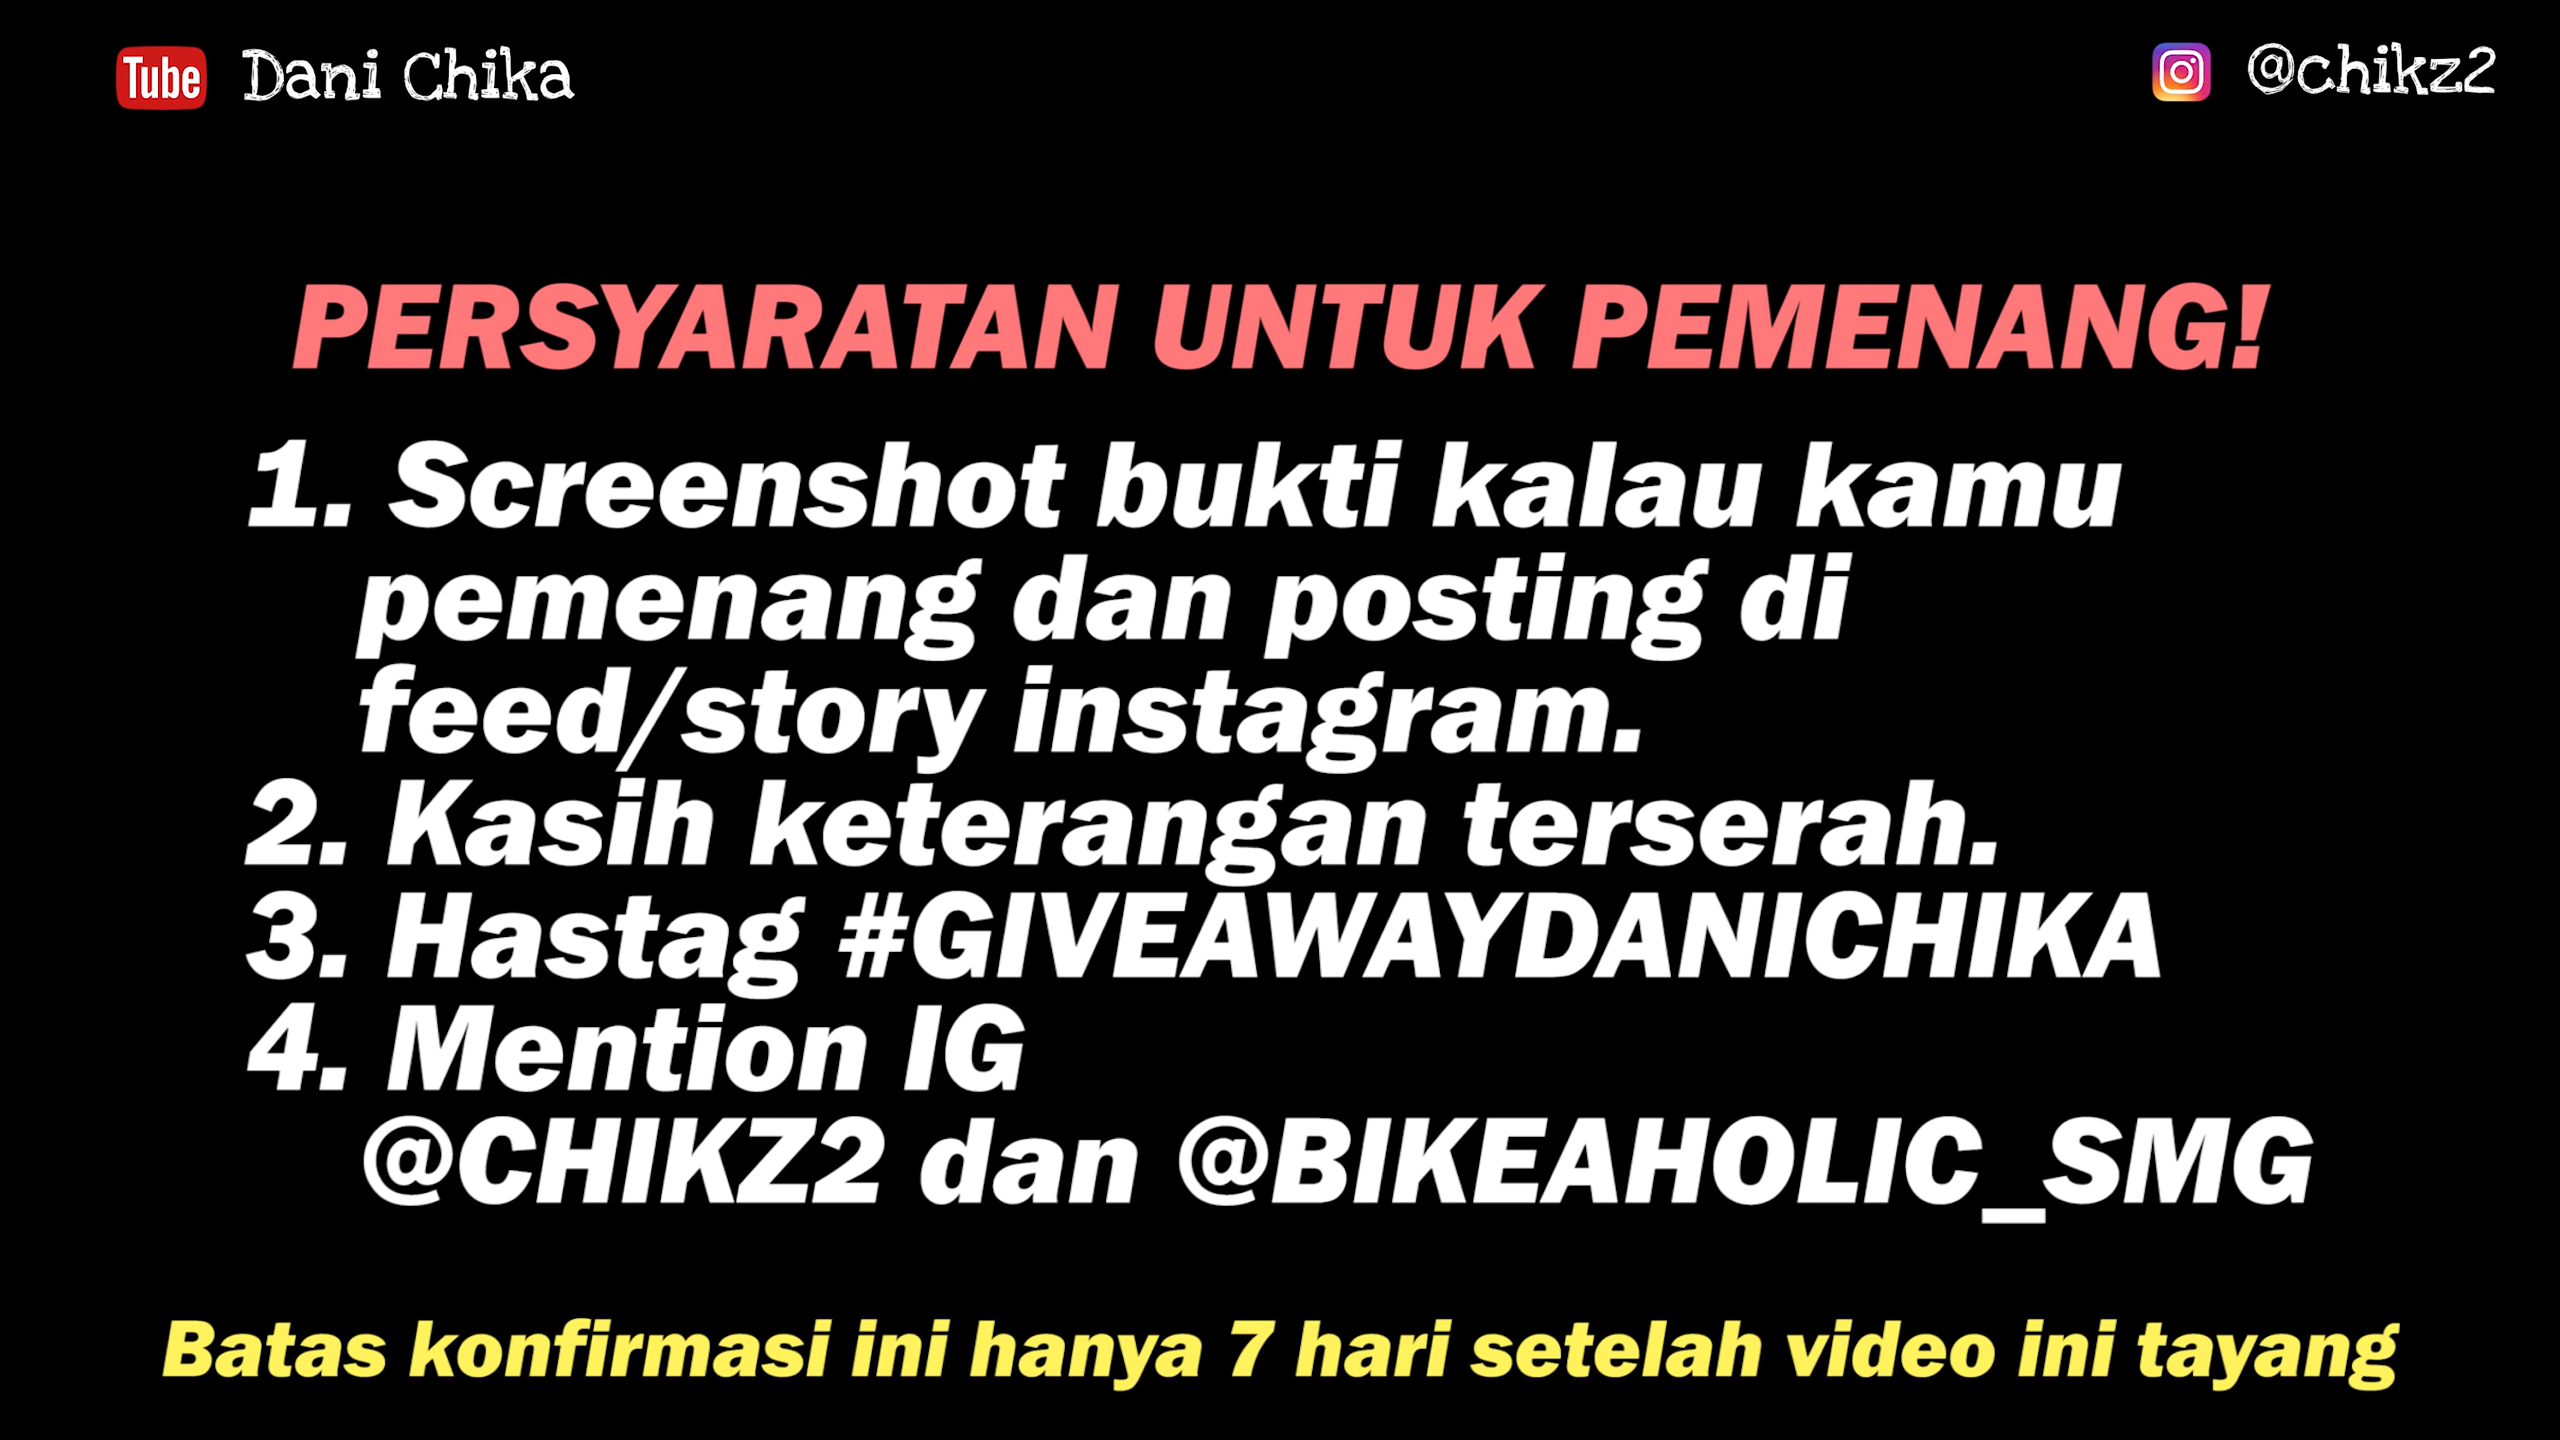 Tube Dani Chika
@chikz2
PERSYARATAN UNTUK PEMENANG!
1. Screenshot bukti kalau kamu
pemenang dan posting di
feed/story instagram.
2. Kasih keterangan terserah.
3. Hastag #GIVEAWAYDANICHIKA
4. Mention IG
@CHIKZ2 dan @BIKEAHOLIC_SMG
Batas konfirmasi ini hanya 7 hari setelah video ini tayang